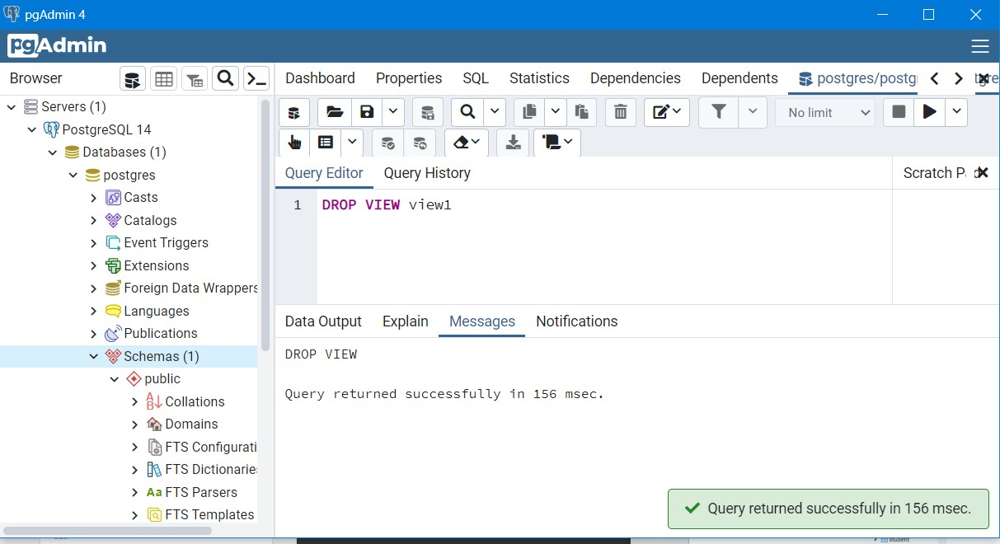 pgAdmin 4
pgAdmin
Browser
Servers (1)
PostgreSQL 14
Databases (1)
postgres
Casts
Catalogs
Event Triggers
Extensions
Foreign Data Wrappers
Languages
Publications
Schemas (1)
public
Collations
Domains
FTS Configurati
FTS Dictionarie
Aa FTS Parsers
FTS Templates
Dashboard Properties SQL Statistics Dependencies Dependents postgres/postg
No limit
Query Editor Query History
Scratch P
1 DROP VIEW view1
Data Output Explain Messages Notifications
DROP VIEW
Query returned successfully in 156 msec.
Query returned successfully in 156 msec.
student